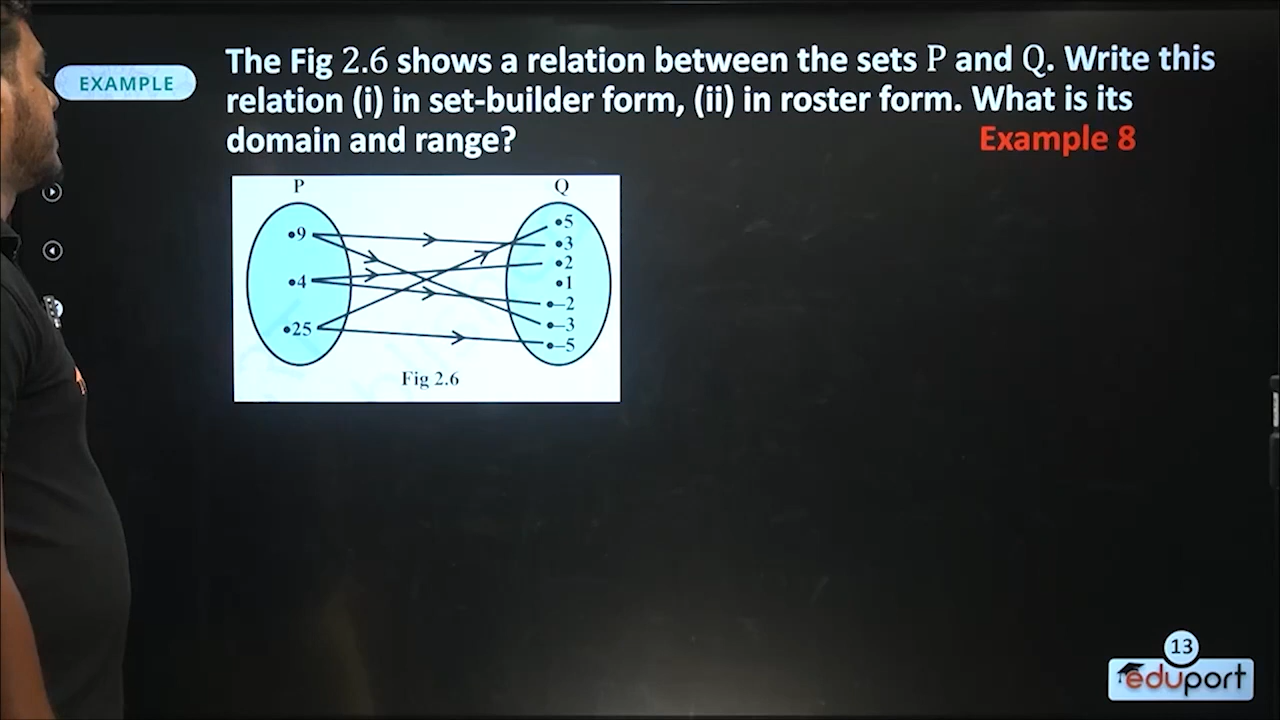 EXAMPLE
The Fig 2.6 shows a relation between the sets P and Q. Write this
relation (i) in set-builder form, (ii) in roster form. What is its
domain and range?
Example 8
P
Q
•9
•4
•25
•5
•3
•2
•1
•–2
•–3
•–5
Fig 2.6
13
eduport